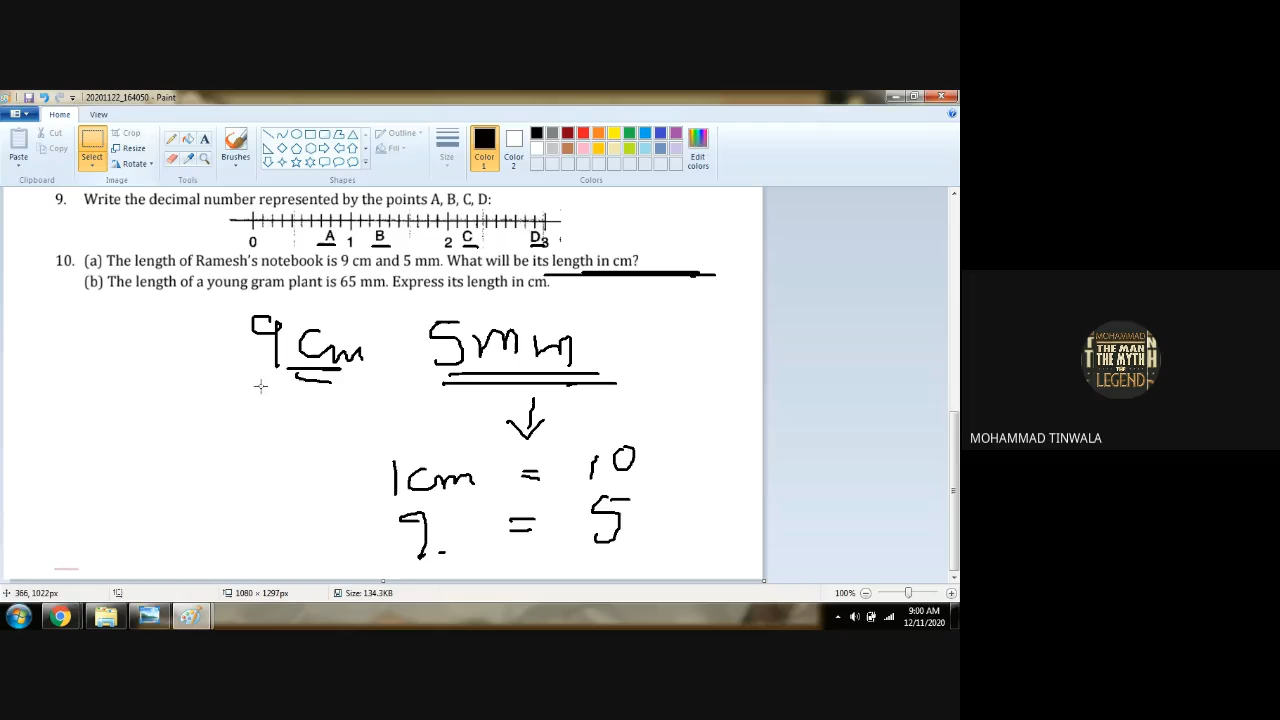 20201122_164050 - Paint
Home View
Paste
Cut
Copy
Clipboard
Select
Crop
Resize
Rotate
Image
A
Tools
Brushes
Outline
Fill
Shapes
Size
Color 1
Color 2
Edit colors
Colors
9. Write the decimal number represented by the points A, B, C, D:
0 A 1 B 2 C D 3
10. (a) The length of Ramesh's notebook is 9 cm and 5 mm. What will be its length in cm?
(b) The length of a young gram plant is 65 mm. Express its length in cm.
9 cm 5 mm
1 cm = 10
?. = 5
366, 1022px
1080 × 1297px
Size: 134.3KB
100%
9:00 AM
12/11/2020
MOHAMMAD
THE MAN
THE MYTH
THE
LEGEND
MOHAMMAD TINWALA